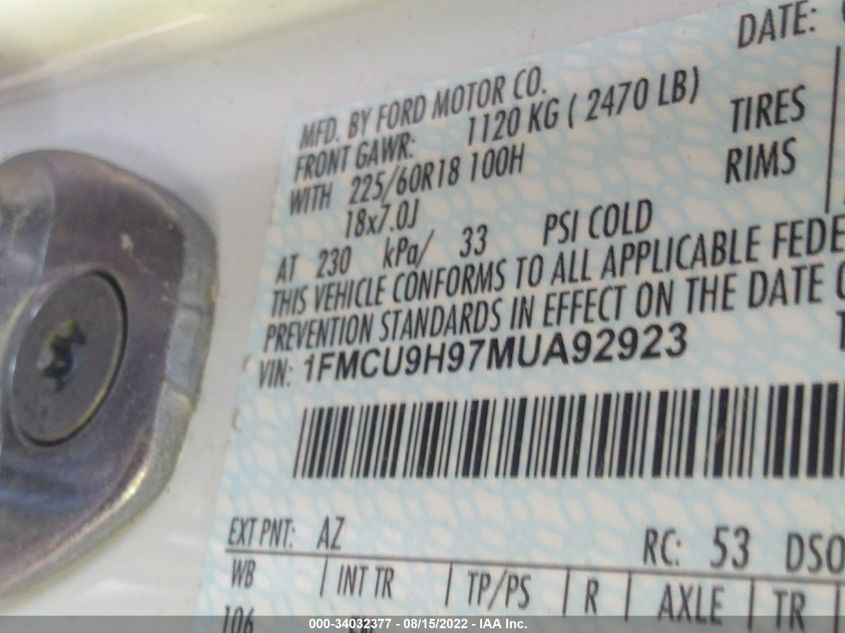 DATE:
MFD. BY FORD MOTOR CO.
FRONT GAWR: 1120 KG ( 2470 LB) TIRES
WITH 225/60R18 100H RIMS
18x7.0J
AT 230 kPa/ 33 PSI COLD
THIS VEHICLE CONFORMS TO ALL APPLICABLE FEDE
PREVENTION STANDARDS IN EFFECT ON THE DATE
VIN: 1FMCU9H97MUA92923
EXT PNT: AZ RC: 53 DSO
WB INT TR TP/PS R AXLE TR
106
000-34032377 - 08/15/2022 - IAA Inc.